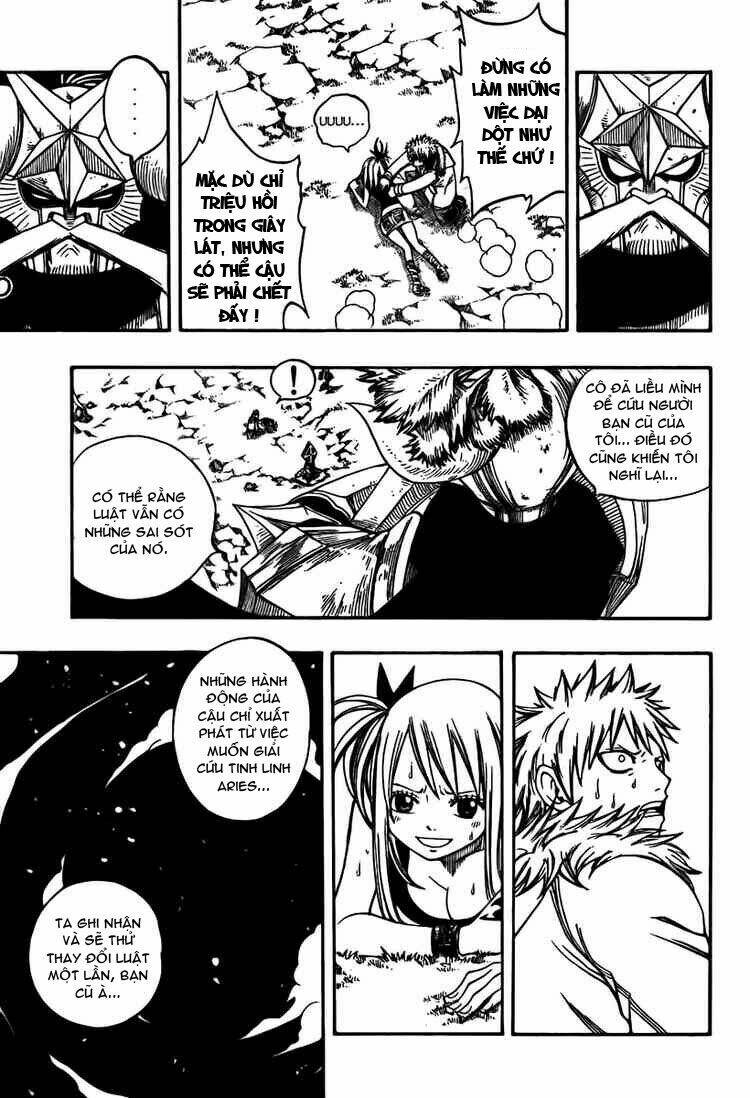 ĐỪNG CÓ
LÀM NHỮNG
VIỆC DẠI
DỘT NHƯ
THẾ CHỨ !
UUUU...
MẶC DÙ CHỈ
TRIỆU HỒI
TRONG GIÂY
LÁT, NHƯNG
CÓ THỂ CẬU
SẼ PHẢI CHẾT
ĐẤY !
......
CÔ ĐÃ LIỀU MÌNH
ĐỂ CỨU NGƯỜI
BẠN CŨ CỦA
TÔI... ĐIỀU ĐÓ
CŨNG KHIẾN TÔI
NGHĨ LẠI...
!
CÓ THỂ RẰNG
LUẬT VẪN CÓ
NHŨNG SAI SÓT
CỦA NÓ.
NHỮNG HÀNH
ĐỘNG CỦA
CẬU CHỈ XUẤT
PHÁT TỪ VIỆC
MUỐN GIẢI
CỨU TINH LINH
ARIES...
TA GHI NHẬN
VÀ SẼ THỬ
THAY ĐỔI LUẬT
MỘT LẦN, BẠN
CŨ À...